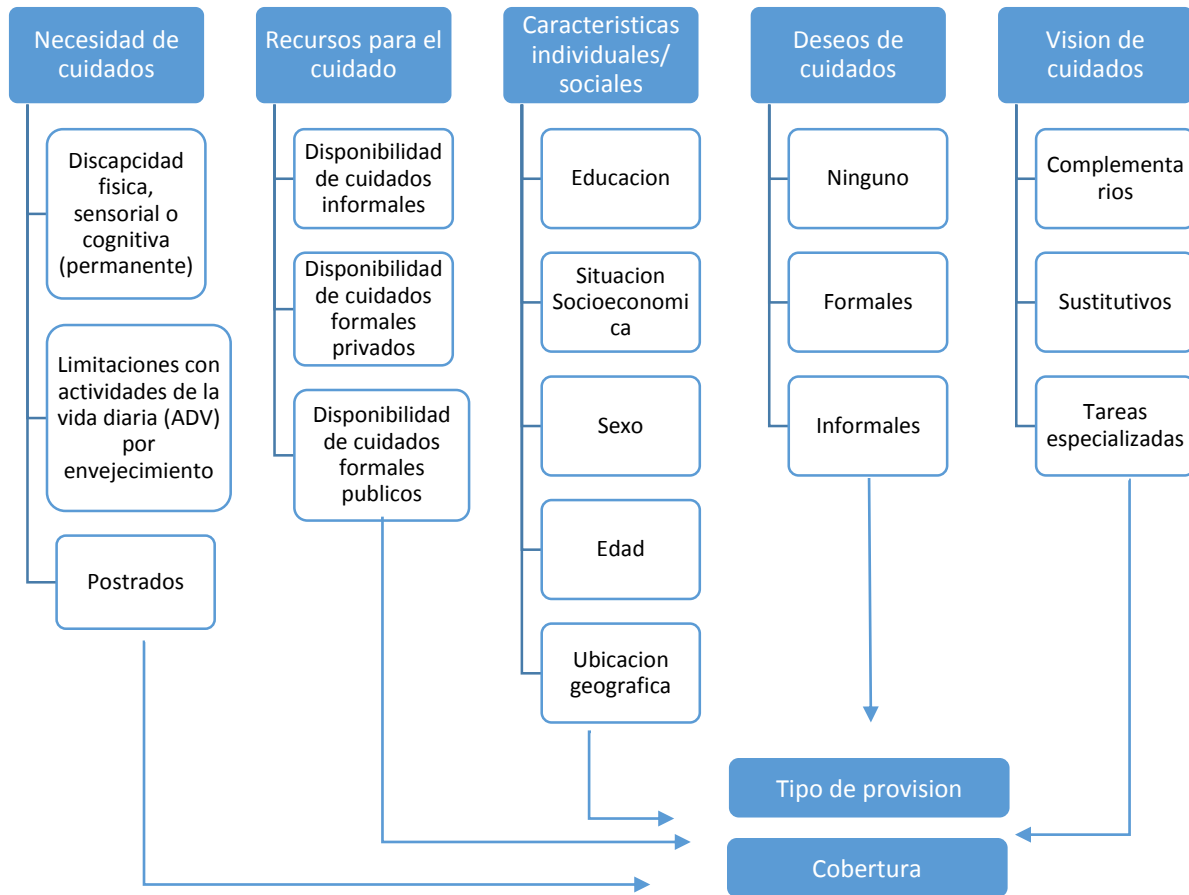 Necesidad de
cuidados
Discapcidad
fisica,
sensorial o
cognitiva
(permanente)
Limitaciones con
actividades de la
vida diaria (ADV)
por
envejecimiento
Postrados
Recursos para el
cuidado
Disponibilidad
de cuidados
informales
Disponibilidad
de cuidados
formales
privados
Disponibilidad
de cuidados
formales
publicos
Caracteristicas
individuales/
sociales
Educacion
Situacion
Socioeconomi
ca
Sexo
Edad
Ubicacion
geografica
Deseos de
cuidados
Ninguno
Formales
Informales
Vision de
cuidados
Complementa
rios
Sustitutivos
Tareas
especializadas
Tipo de provision
Cobertura